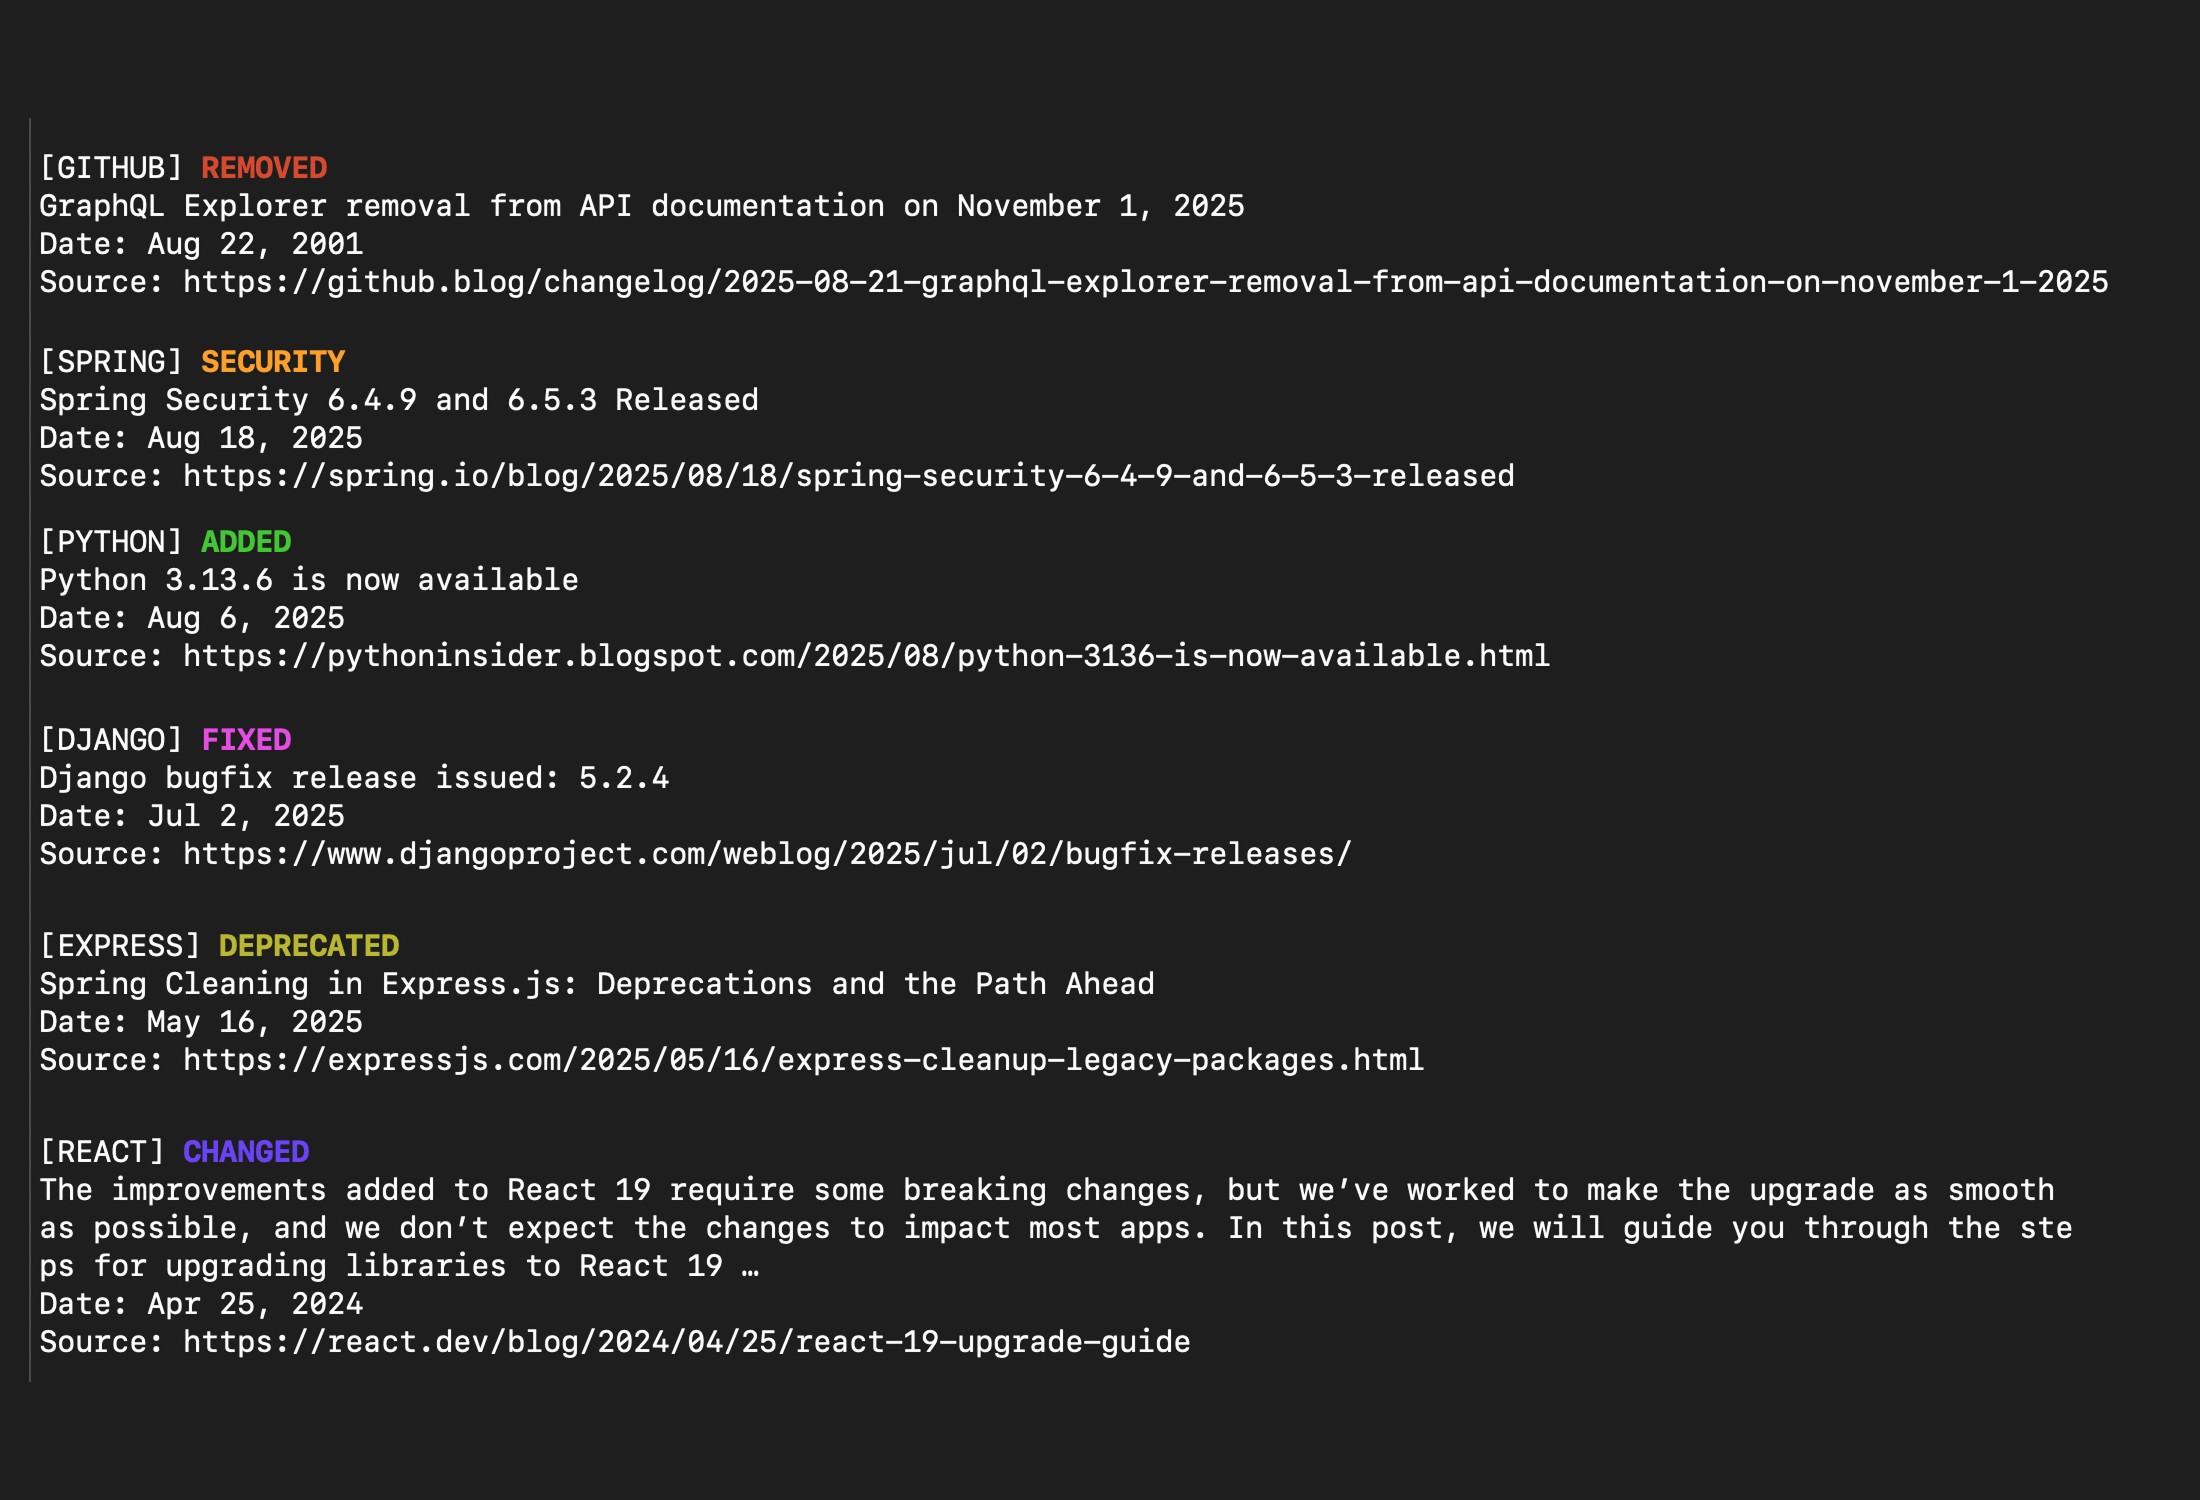 [GITHUB] REMOVED
GraphQL Explorer removal from API documentation on November 1, 2025
Date: Aug 22, 2001
Source: https://github.blog/changelog/2025-08-21-graphql-explorer-removal-from-api-documentation-on-november-1-2025
[SPRING] SECURITY
Spring Security 6.4.9 and 6.5.3 Released
Date: Aug 18, 2025
Source: https://spring.io/blog/2025/08/18/spring-security-6-4-9-and-6-5-3-released
[PYTHON] ADDED
Python 3.13.6 is now available
Date: Aug 6, 2025
Source: https://pythoninsider.blogspot.com/2025/08/python-3136-is-now-available.html
[DJANGO] FIXED
Django bugfix release issued: 5.2.4
Date: Jul 2, 2025
Source: https://www.djangoproject.com/weblog/2025/jul/02/bugfix-releases/
[EXPRESS] DEPRECATED
Spring Cleaning in Express.js: Deprecations and the Path Ahead
Date: May 16, 2025
Source: https://expressjs.com/2025/05/16/express-cleanup-legacy-packages.html
[REACT] CHANGED
The improvements added to React 19 require some breaking changes, but we’ve worked to make the upgrade as smooth
as possible, and we don’t expect the changes to impact most apps. In this post, we will guide you through the ste
ps for upgrading libraries to React 19 …
Date: Apr 25, 2024
Source: https://react.dev/blog/2024/04/25/react-19-upgrade-guide